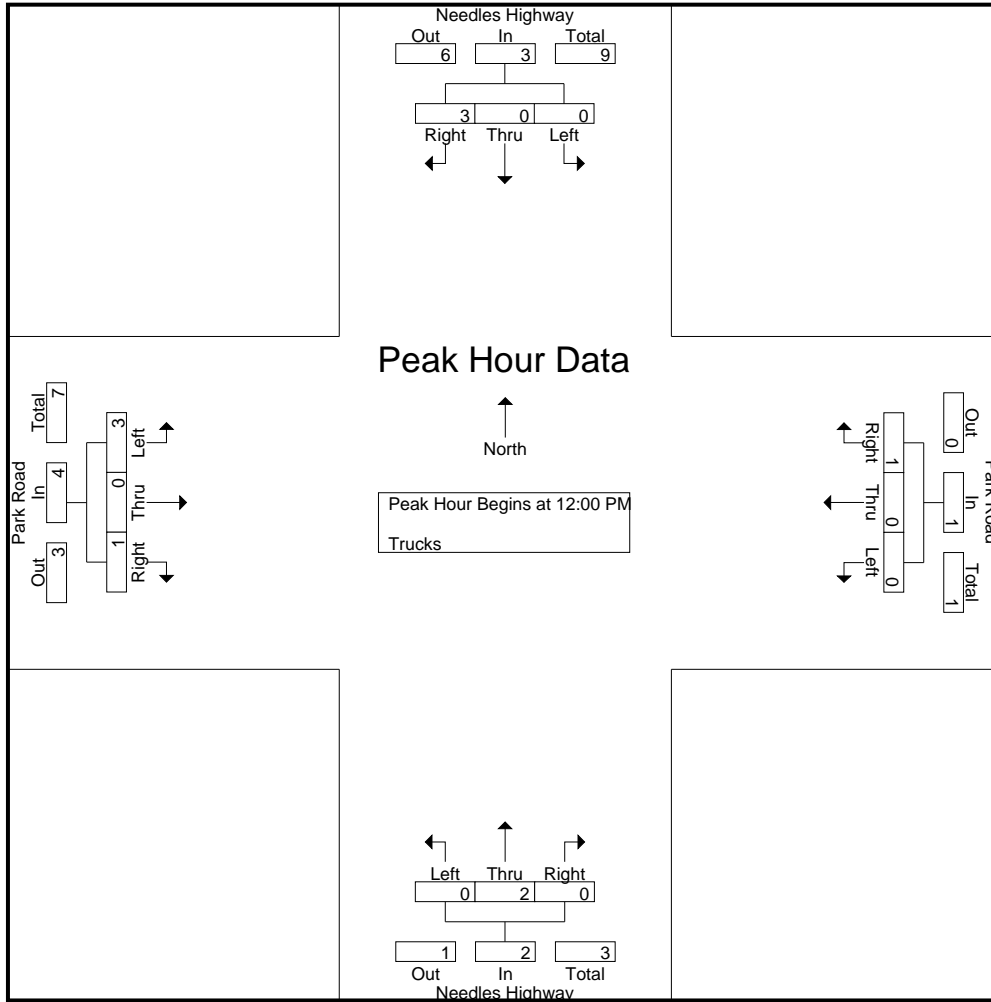 Needles Highway
Out In Total
6 3 9
3 0 0
Right Thru Left
Peak Hour Data
North
Peak Hour Begins at 12:00 PM
Trucks
Park Road
Out In Total
3 4 7
Left Thru Right
3 0 1
Park Road
Out In Total
0 1 1
Right Thru Left
1 0 0
Left Thru Right
0 2 0
1 2 3
Out In Total
Needles Highway